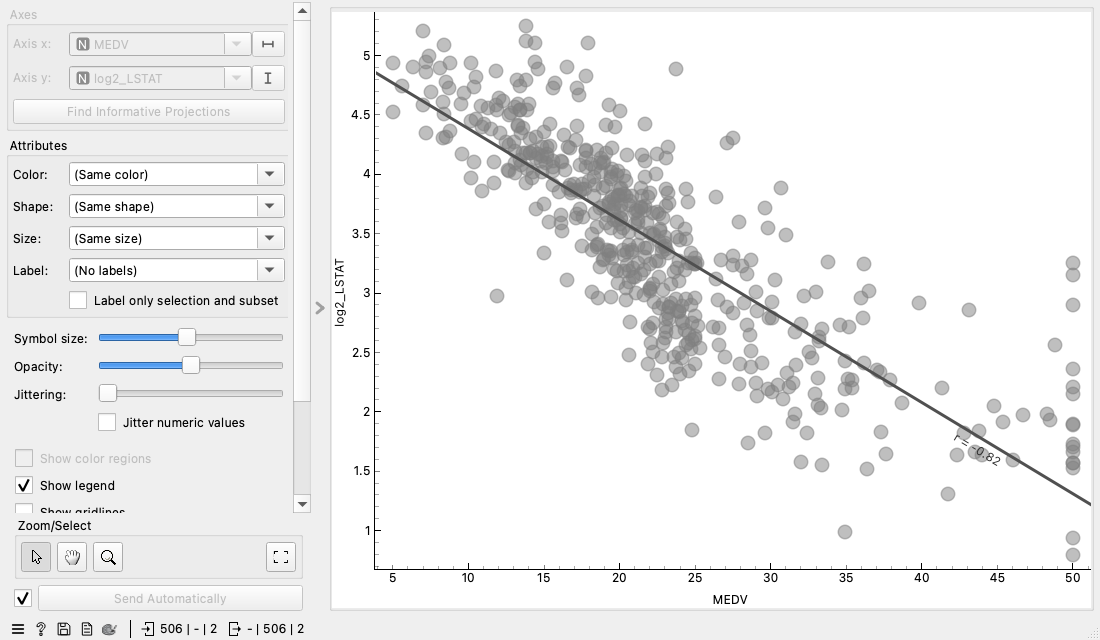 Axes
Axis x: N MEDV
Axis y: N log2_LSTAT
Find Informative Projections
Attributes
Color: (Same color)
Shape: (Same shape)
Size: (Same size)
Label: (No labels)
Label only selection and subset
Symbol size:
Opacity:
Jittering:
Jitter numeric values
Show color regions
Show legend
Show gridlines
Zoom/Select
Send Automatically
506 | - | 2 - | 506 | 2
log2_LSTAT
5
4.5
4
3.5
3
2.5
2
1.5
1
r = -0.82
5 10 15 20 25 30 35 40 45 50
MEDV